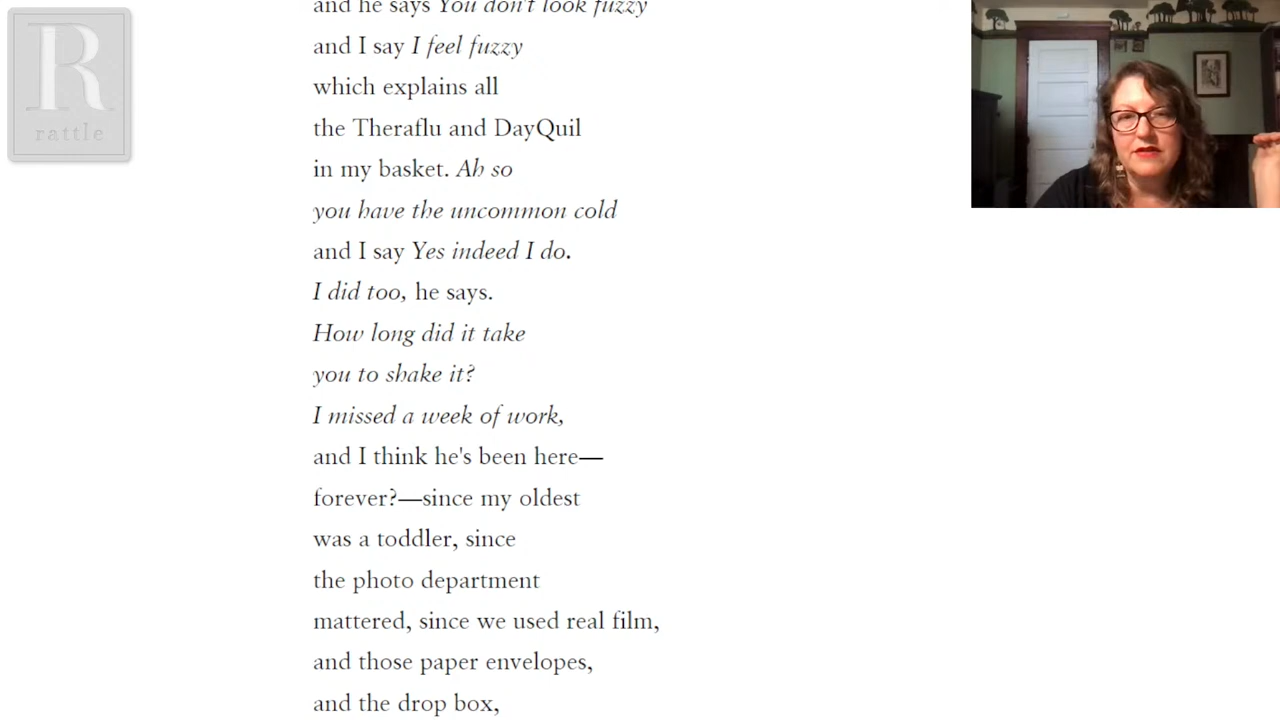 R
rattle
and he says You don't look fuzzy
and I say I feel fuzzy
which explains all
the Theraflu and DayQuil
in my basket. Ah so
you have the uncommon cold
and I say Yes indeed I do.
I did too, he says.
How long did it take
you to shake it?
I missed a week of work,
and I think he's been here—
forever?—since my oldest
was a toddler, since
the photo department
mattered, since we used real film,
and those paper envelopes,
and the drop box,